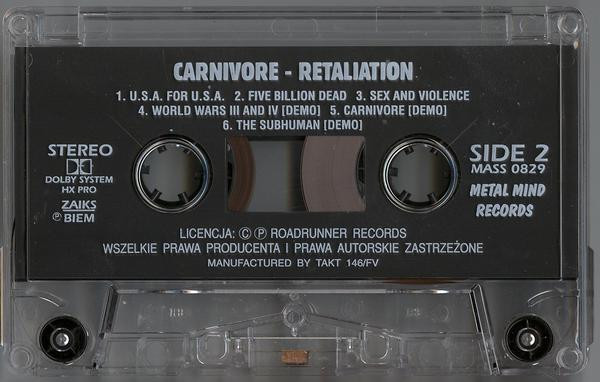 CARNIVORE - RETALIATION
1. U.S.A. FOR U.S.A. 2. FIVE BILLION DEAD 3. SEX AND VIOLENCE
4. WORLD WARS III AND IV [DEMO] 5. CARNIVORE [DEMO]
6. THE SUBHUMAN [DEMO]
STEREO
DOLBY SYSTEM
HX PRO
ZAIKS
Ⓟ BIEM
SIDE 2
MASS 0829
METAL MIND
RECORDS
LICENCJA: © Ⓟ ROADRUNNER RECORDS
WSZELKIE PRAWA PRODUCENTA I PRAWA AUTORSKIE ZASTRZEŻONE
MANUFACTURED BY TAKT 146/FV